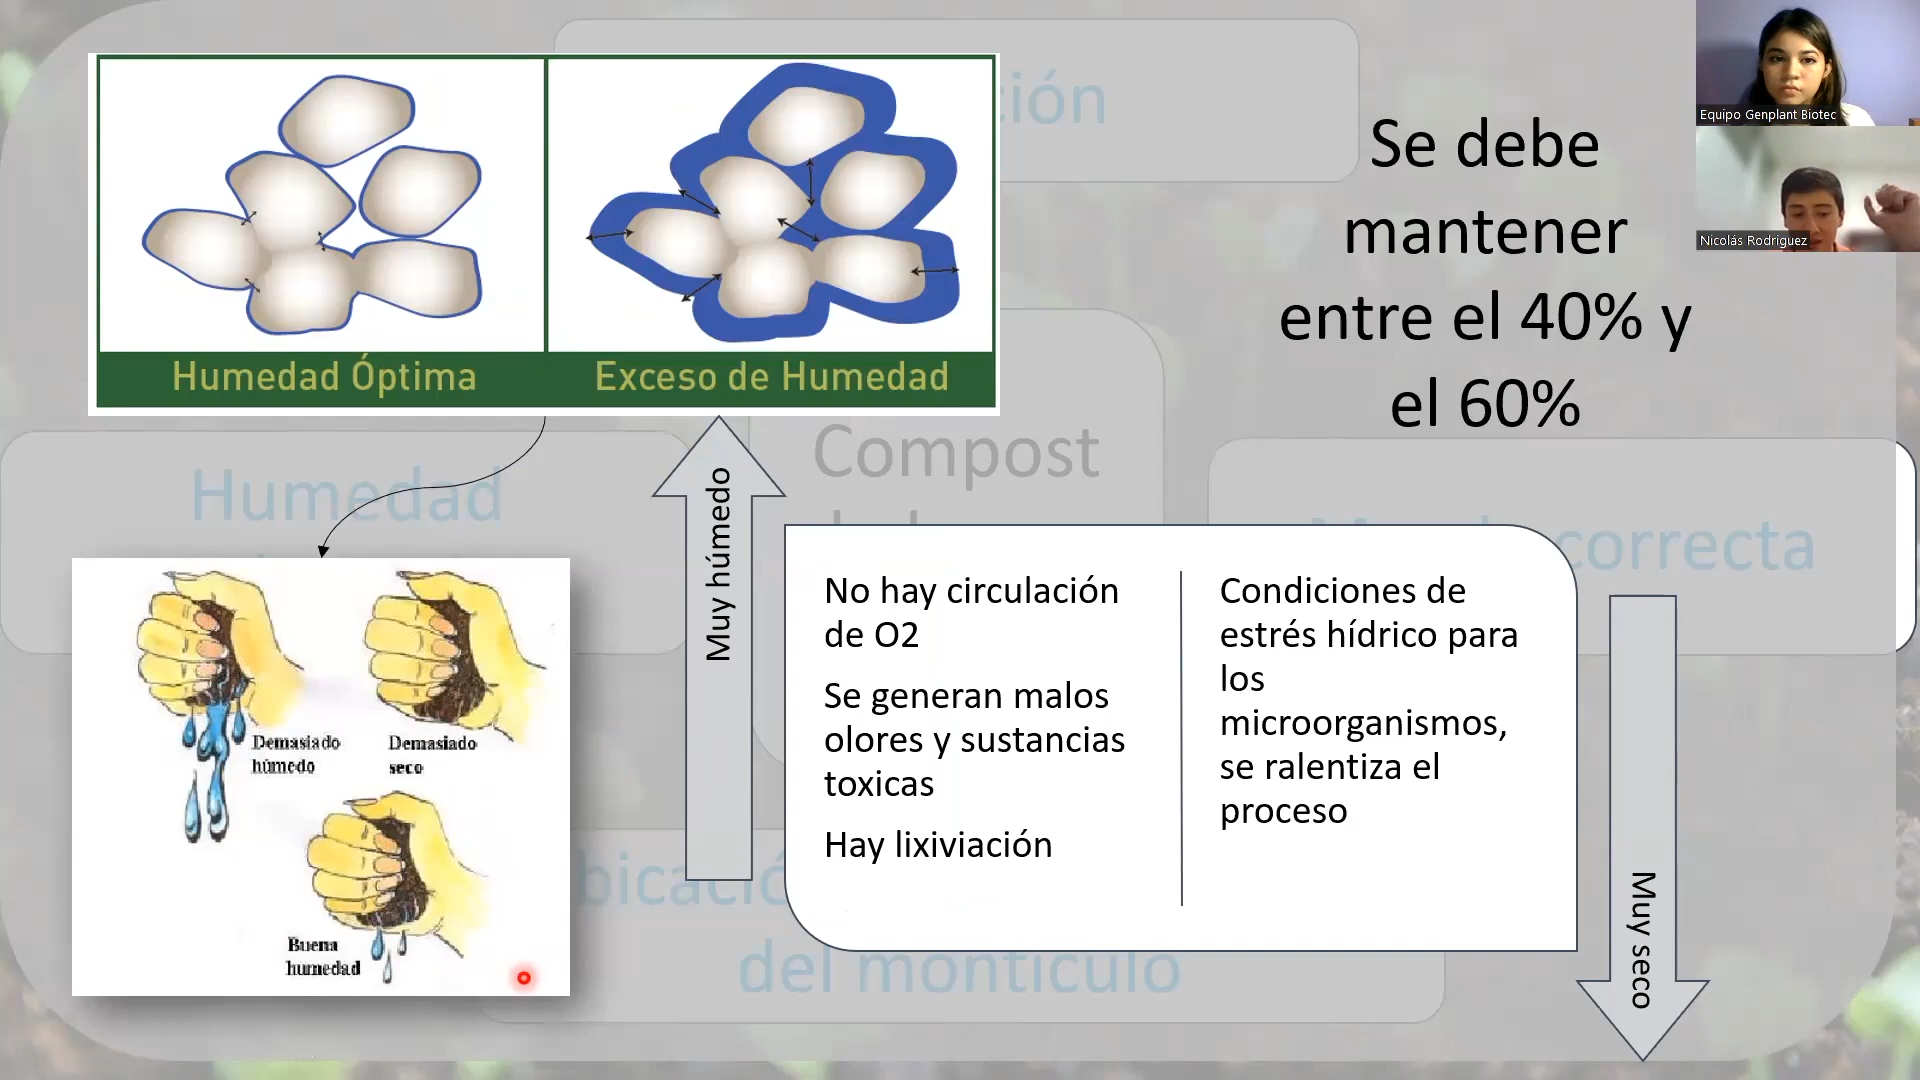 ción
Humedad Óptima
Exceso de Humedad
Se debe
mantener
entre el 40% y
el 60%
Equipo Genplant Biotec
Nicolás Rodriguez
Humedad
Compost
correcta
Muy húmedo
No hay circulación
de O2
Se generan malos
olores y sustancias
toxicas
Hay lixiviación
Condiciones de
estrés hídrico para
los
microorganismos,
se ralentiza el
proceso
Muy seco
Demasiado
húmedo
Demasiado
seco
Buena
humedad
bicació
del montículo